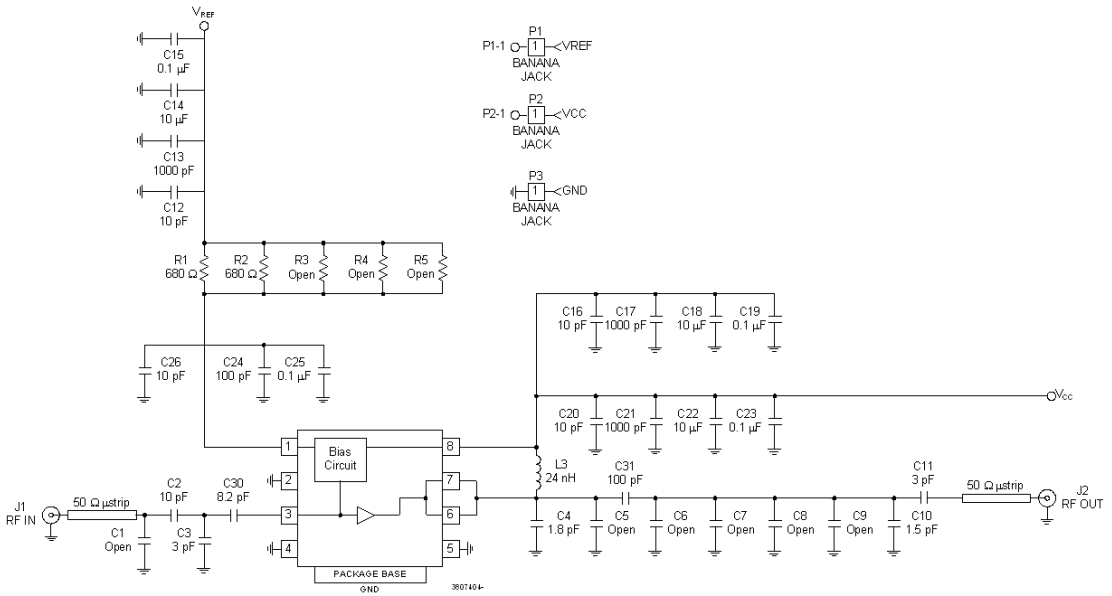 VREF
C15
0.1 µF
C14
10 µF
C13
1000 pF
C12
10 pF
P1
P1-1 1 VREF
BANANA
JACK
P2
P2-1 1 VCC
BANANA
JACK
P3
1 GND
BANANA
JACK
R1
680 Ω
R2
680 Ω
R3
Open
R4
Open
R5
Open
C16
10 pF
C17
1000 pF
C18
10 µF
C19
0.1 µF
C26
10 pF
C24
100 pF
C25
0.1 µF
VCC
C20
10 pF
C21
1000 pF
C22
10 µF
C23
0.1 µF
1
2
3
4
Bias
Circuit
8
7
6
5
L3
24 nH
C31
100 pF
C11
3 pF
50 Ω µstrip
J2
RF OUT
J1
RF IN
50 Ω µstrip
C2
10 pF
C30
8.2 pF
C1
Open
C3
3 pF
C4
1.8 pF
C5
Open
C6
Open
C7
Open
C8
Open
C9
Open
C10
1.5 pF
PACKAGE BASE
GND
3807404-